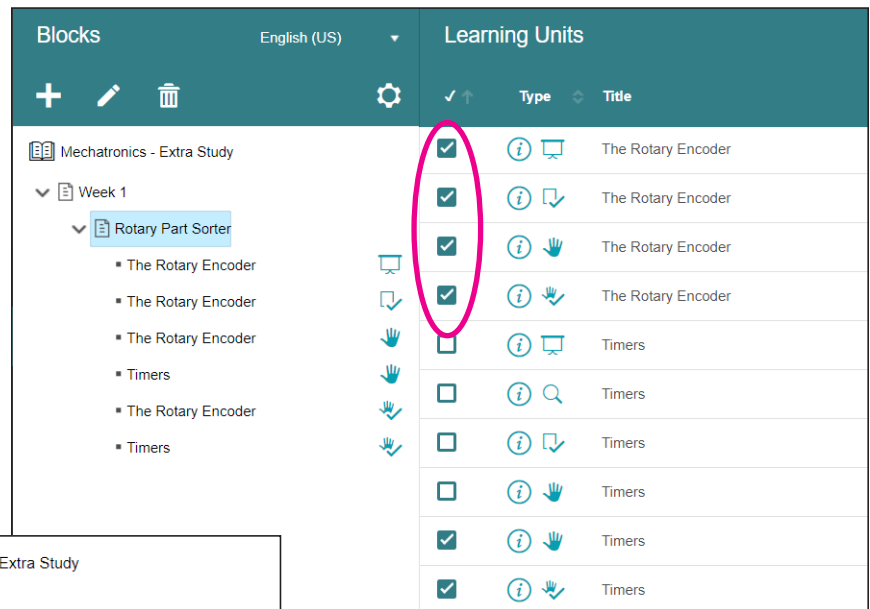 Blocks
English (US)
Mechatronics - Extra Study
Week 1
Rotary Part Sorter
The Rotary Encoder
The Rotary Encoder
The Rotary Encoder
Timers
The Rotary Encoder
Timers
Extra Study
Learning Units
Type
Title
The Rotary Encoder
The Rotary Encoder
The Rotary Encoder
The Rotary Encoder
Timers
Timers
Timers
Timers
Timers
Timers